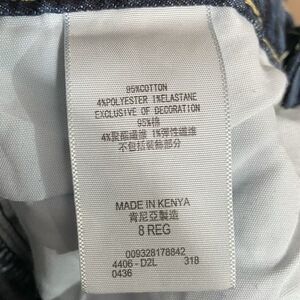 95%COTTON
4%POLYESTER 1%ELASTANE
EXCLUSIVE OF DECORATION
95%棉
4%聚酯纖維 1%彈性纖維
不包括裝飾部分
MADE IN KENYA
肯尼亞製造
8 REG
009328178842
4406 -D2L 318
0436